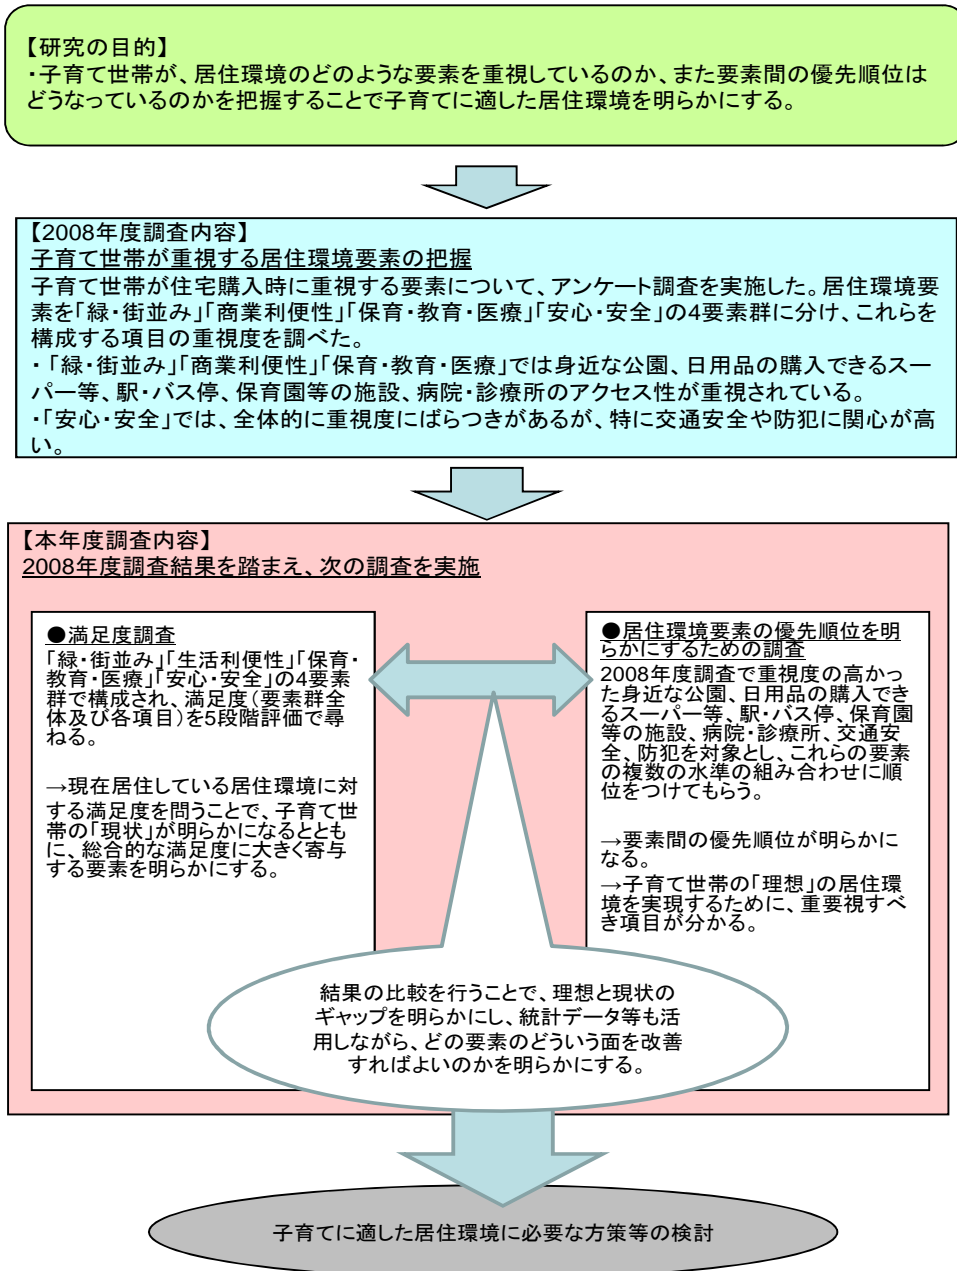 【研究の目的】
・子育て世帯が、居住環境のどのような要素を重視しているのか、また要素間の優先順位は
どうなっているのかを把握することで子育てに適した居住環境を明らかにする。
【2008年度調査内容】
子育て世帯が重視する居住環境要素の把握
子育て世帯が住宅購入時に重視する要素について、アンケート調査を実施した。居住環境要
素を「緑・街並み」「商業利便性」「保育・教育・医療」「安心・安全」の4要素群に分け、これらを
構成する項目の重視度を調べた。
・「緑・街並み」「商業利便性」「保育・教育・医療」では身近な公園、日用品の購入できるスー
パー等、駅・バス停、保育園等の施設、病院・診療所のアクセス性が重視されている。
・「安心・安全」では、全体的に重視度にばらつきがあるが、特に交通安全や防犯に関心が高
い。
【本年度調査内容】
2008年度調査結果を踏まえ、次の調査を実施
●満足度調査
「緑・街並み」「生活利便性」「保育・
教育・医療」「安心・安全」の4要素
群で構成され、満足度（要素群全
体及び各項目）を5段階評価で尋
ねる。
→現在居住している居住環境に対
する満足度を問うことで、子育て世
帯の「現状」が明らかになるととも
に、総合的な満足度に大きく寄与
する要素を明らかにする。
●居住環境要素の優先順位を明
らかにするための調査
2008年度調査で重視度の高かっ
た身近な公園、日用品の購入でき
るスーパー等、駅・バス停、保育園
等の施設、病院・診療所、交通安
全、防犯を対象とし、これらの要素
の複数の水準の組み合わせに順
位をつけてもらう。
→要素間の優先順位が明らかに
なる。
→子育て世帯の「理想」の居住環
境を実現するために、重要視すべ
き項目が分かる。
結果の比較を行うことで、理想と現状の
ギャップを明らかにし、統計データ等も活
用しながら、どの要素のどういう面を改善
すればよいのかを明らかにする。
子育てに適した居住環境に必要な方策等の検討